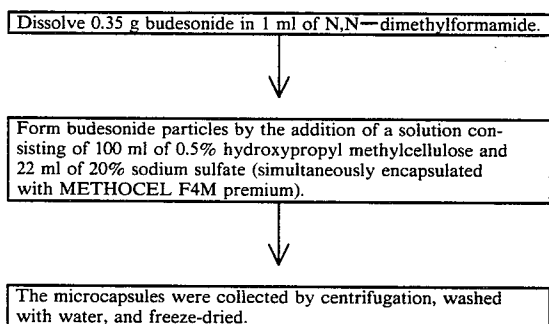 Dissolve 0.35 g budesonide in 1 ml of N,N—dimethylformamide.
Form budesonide particles by the addition of a solution con-
sisting of 100 ml of 0.5% hydroxypropyl methylcellulose and
22 ml of 20% sodium sulfate (simultaneously encapsulated
with METHOCEL F4M premium).
The microcapsules were collected by centrifugation, washed
with water, and freeze-dried.